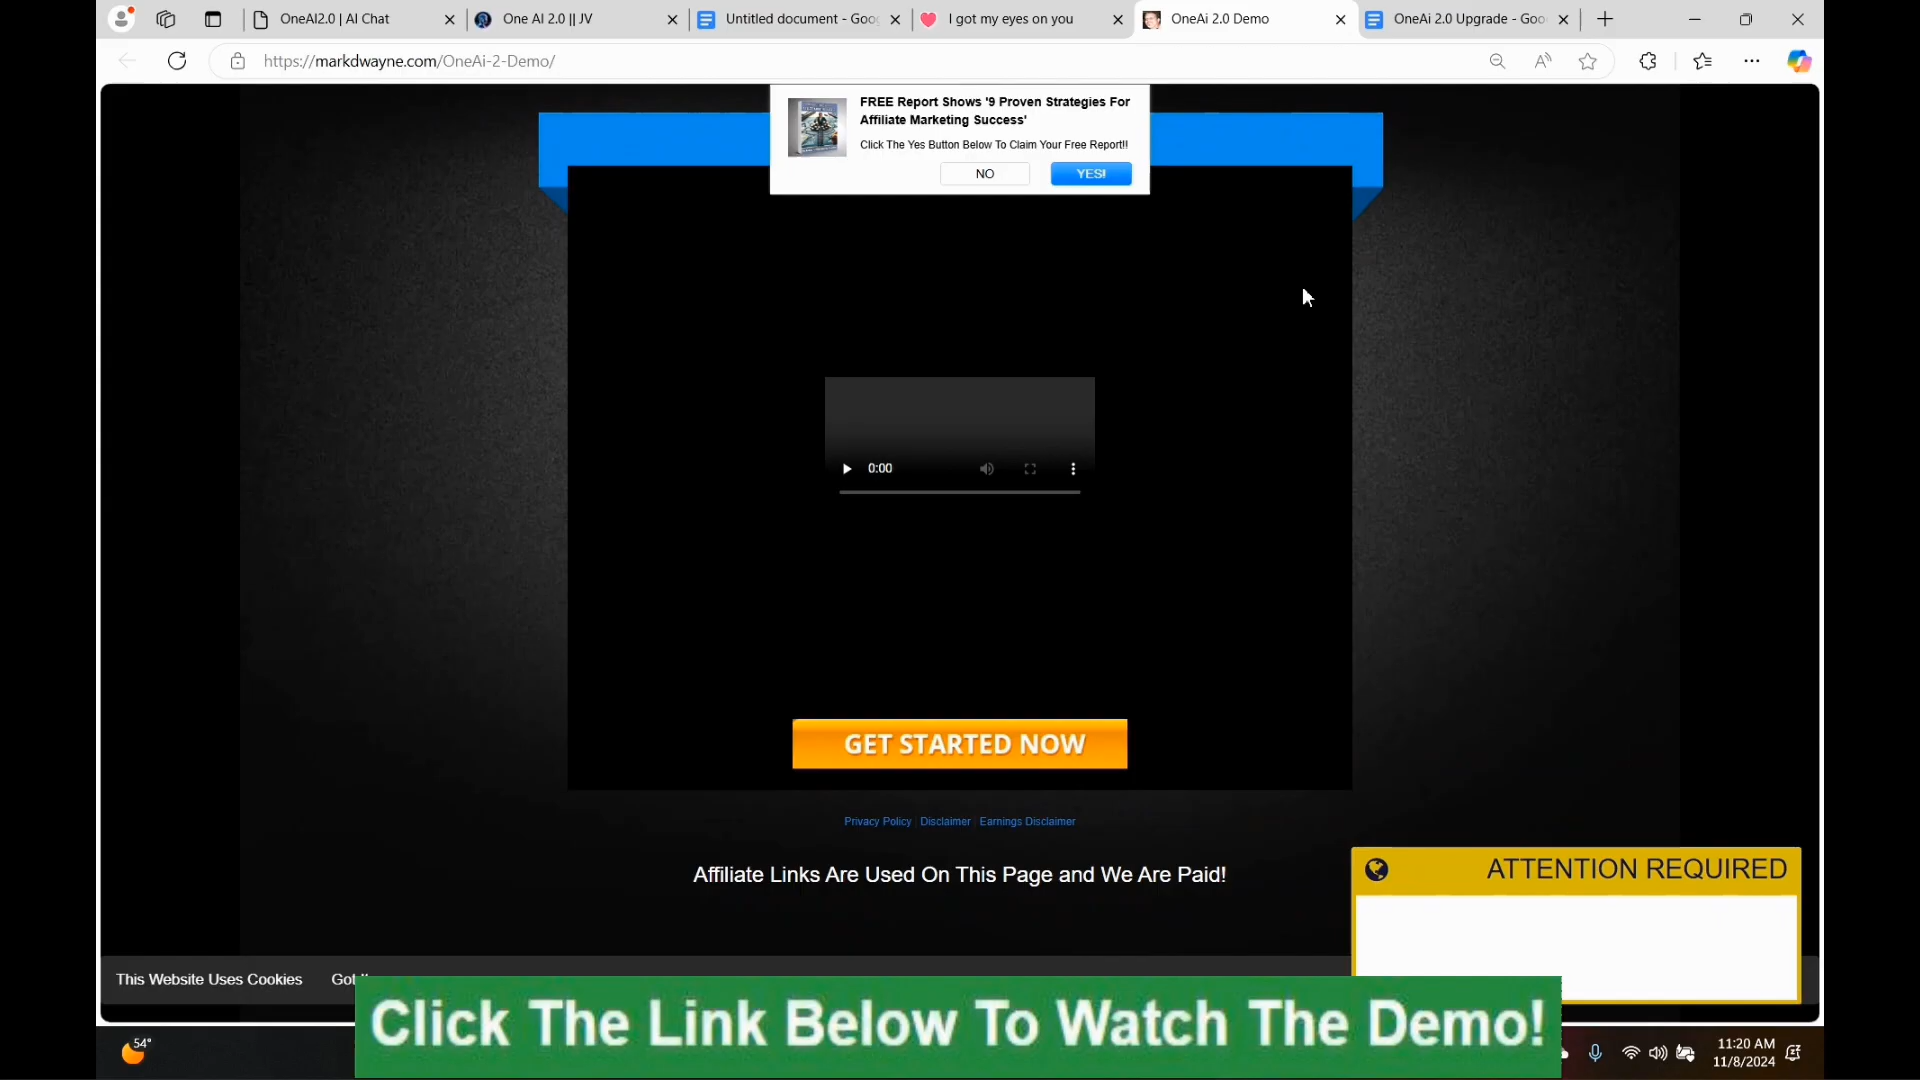 OneAI2.0 | AI Chat
One AI 2.0 || JV
Untitled document - Goo
I got my eyes on you
OneAi 2.0 Demo
OneAi 2.0 Upgrade - Goo
https://markdwayne.com/OneAi-2-Demo/
FREE Report Shows '9 Proven Strategies For
Affiliate Marketing Success'
Click The Yes Button Below To Claim Your Free Report!!
NO
YES!
0:00
GET STARTED NOW
Privacy Policy | Disclaimer Earnings Disclaimer
Affiliate Links Are Used On This Page and We Are Paid!
ATTENTION REQUIRED
This Website Uses Cookies
Click The Link Below To Watch The Demo!
54°
11:20 AM
11/8/2024